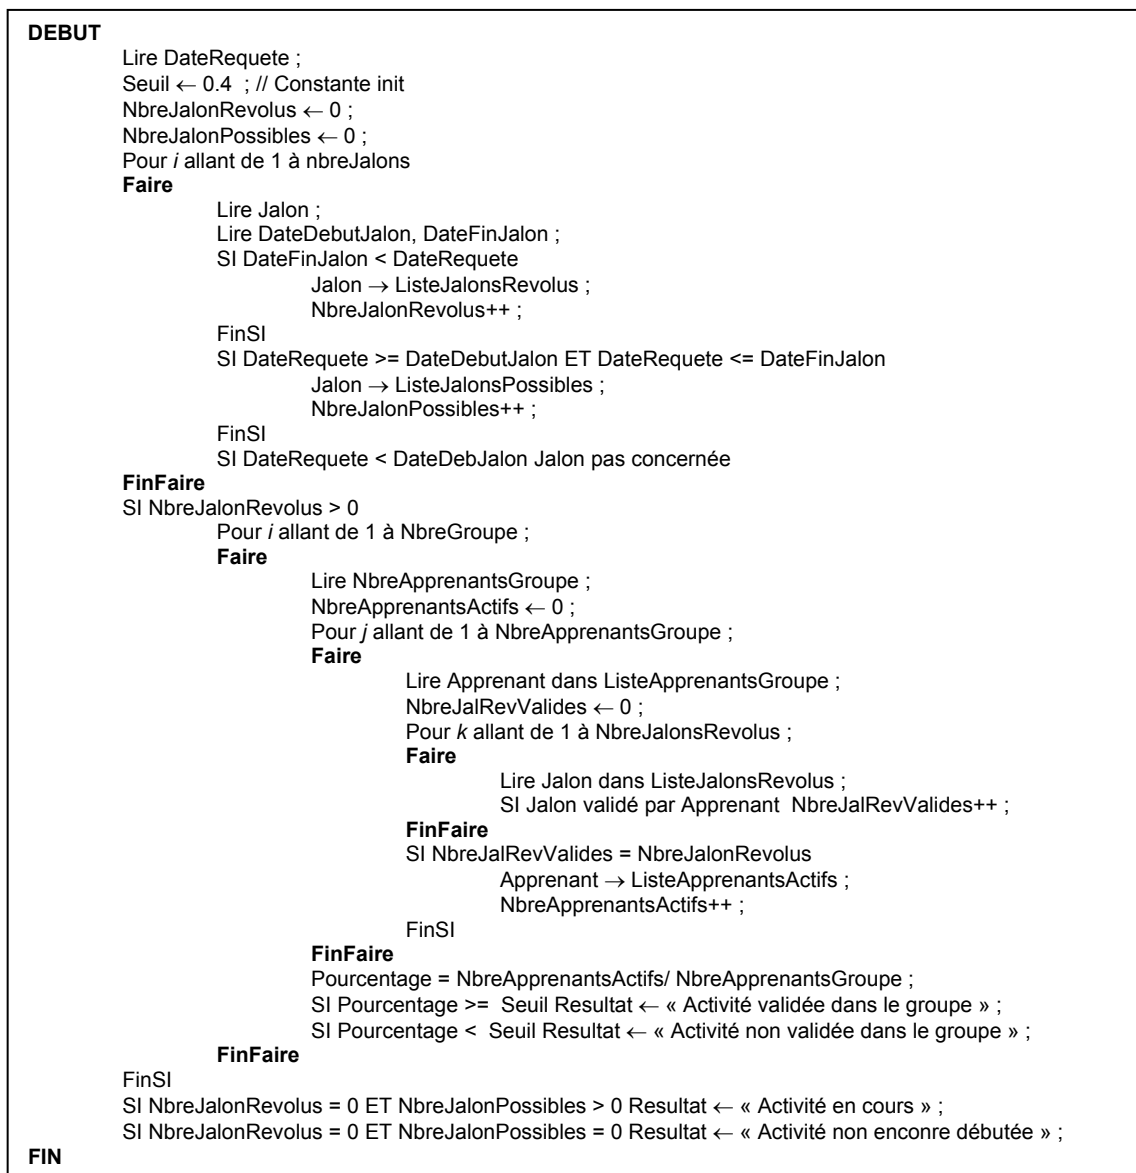 DEBUT
Lire DateRequete ;
Seuil ← 0.4 ; // Constante init
NbreJalonRevolus ← 0 ;
NbreJalonPossibles ← 0 ;
Pour i allant de 1 à nbreJalons
Faire
Lire Jalon ;
Lire DateDebutJalon, DateFinJalon ;
SI DateFinJalon < DateRequete
Jalon → ListeJalonsRevolus ;
NbreJalonRevolus++ ;
FinSI
SI DateRequete >= DateDebutJalon ET DateRequete <= DateFinJalon
Jalon → ListeJalonsPossibles ;
NbreJalonPossibles++ ;
FinSI
SI DateRequete < DateDebJalon Jalon pas concernée
FinFaire
SI NbreJalonRevolus > 0
Pour i allant de 1 à NbreGroupe ;
Faire
Lire NbreApprenantsGroupe ;
NbreApprenantsActifs ← 0 ;
Pour j allant de 1 à NbreApprenantsGroupe ;
Faire
Lire Apprenant dans ListeApprenantsGroupe ;
NbreJalRevValides ← 0 ;
Pour k allant de 1 à NbreJalonsRevolus ;
Faire
Lire Jalon dans ListeJalonsRevolus ;
SI Jalon validé par Apprenant NbreJalRevValides++ ;
FinFaire
SI NbreJalRevValides = NbreJalonRevolus
Apprenant → ListeApprenantsActifs ;
NbreApprenantsActifs++ ;
FinSI
FinFaire
Pourcentage = NbreApprenantsActifs/ NbreApprenantsGroupe ;
SI Pourcentage >= Seuil Resultat ← « Activité validée dans le groupe » ;
SI Pourcentage < Seuil Resultat ← « Activité non validée dans le groupe » ;
FinFaire
FinSI
SI NbreJalonRevolus = 0 ET NbreJalonPossibles > 0 Resultat ← « Activité en cours » ;
SI NbreJalonRevolus = 0 ET NbreJalonPossibles = 0 Resultat ← « Activité non enconre débutée » ;
FIN